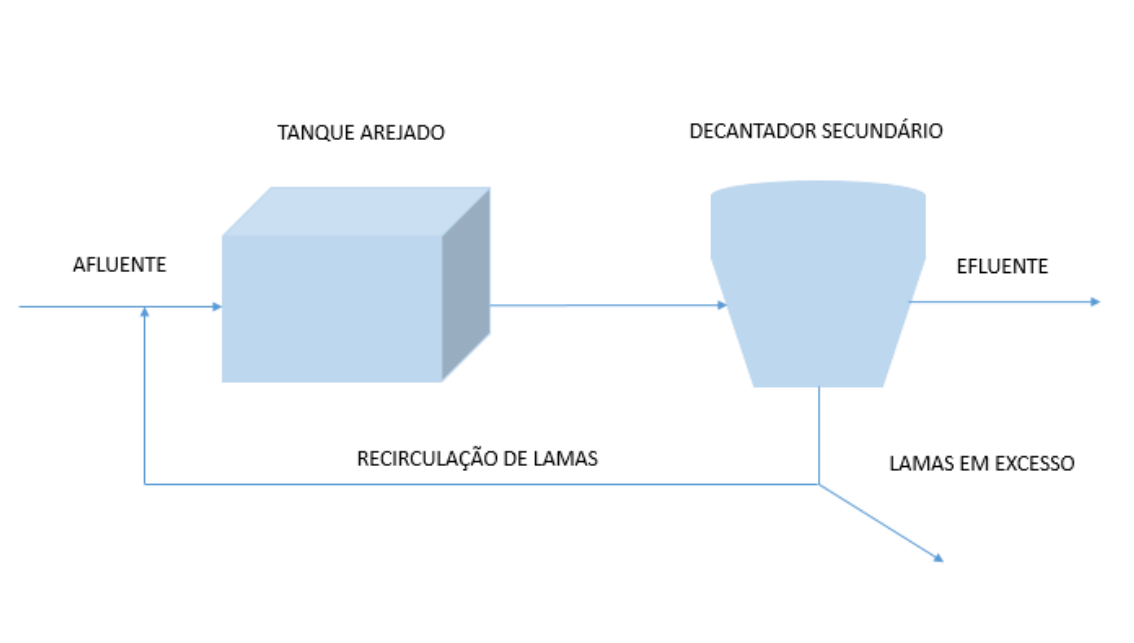 TANQUE AREJADO
DECANTADOR SECUNDÁRIO
AFLUENTE
EFLUENTE
RECIRCULAÇÃO DE LAMAS
LAMAS EM EXCESSO